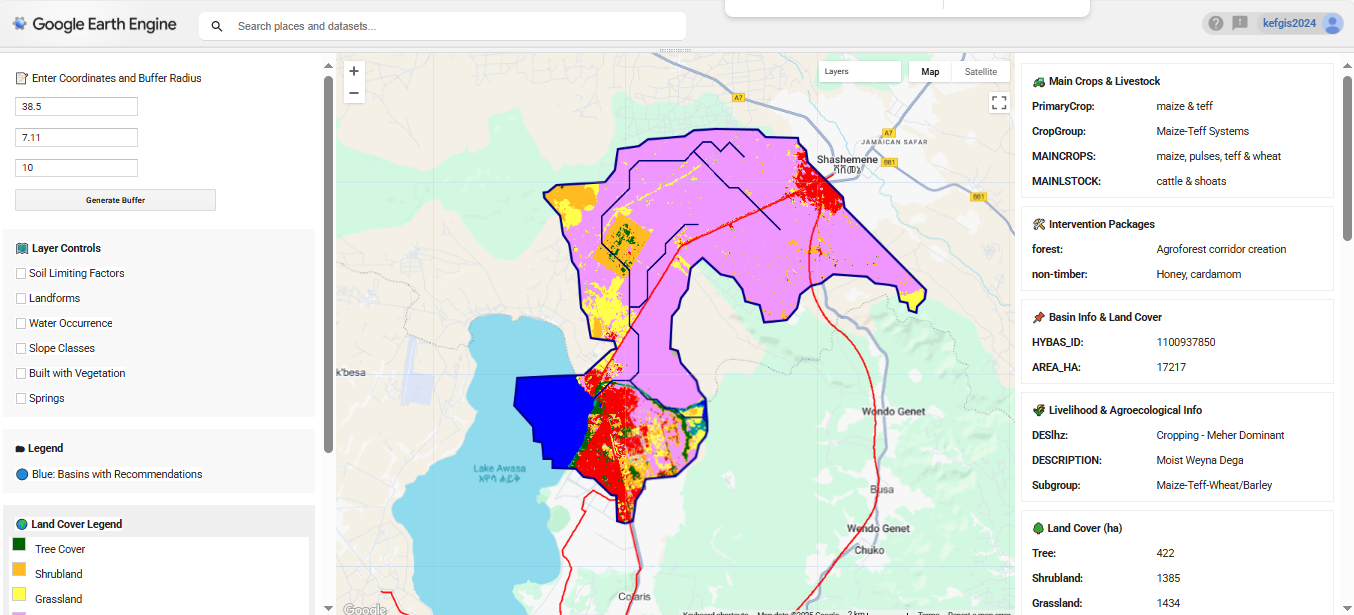 Google Earth Engine
Search places and datasets...
kefgis2024
Enter Coordinates and Buffer Radius
38.5
7.11
10
Generate Buffer
Layer Controls
Soil Limiting Factors
Landforms
Water Occurrence
Slope Classes
Built with Vegetation
Springs
Legend
Blue: Basins with Recommendations
Land Cover Legend
Tree Cover
Shrubland
Grassland
+
−
Layers
Map
Satellite
A7
A7
JAMAICAN SAFAR
Shashemene
B81
B81
k'besa
Wondo Genet
Lake Awasa
Busa
Wendo Genet
Chuko
Colaris
Google
Keyboard shortcuts
Map data ©2025 Google
2 km
Terms
Report a map error
Main Crops & Livestock
PrimaryCrop: maize & teff
CropGroup: Maize-Teff Systems
MAINCROPS: maize, pulses, teff & wheat
MAINLSTOCK: cattle & shoats
Intervention Packages
forest: Agroforest corridor creation
non-timber: Honey, cardamom
Basin Info & Land Cover
HYBAS_ID: 1100937850
AREA_HA: 17217
Livelihood & Agroecological Info
DESlhz: Cropping - Meher Dominant
DESCRIPTION: Moist Weyna Dega
Subgroup: Maize-Teff-Wheat/Barley
Land Cover (ha)
Tree: 422
Shrubland: 1385
Grassland: 1434